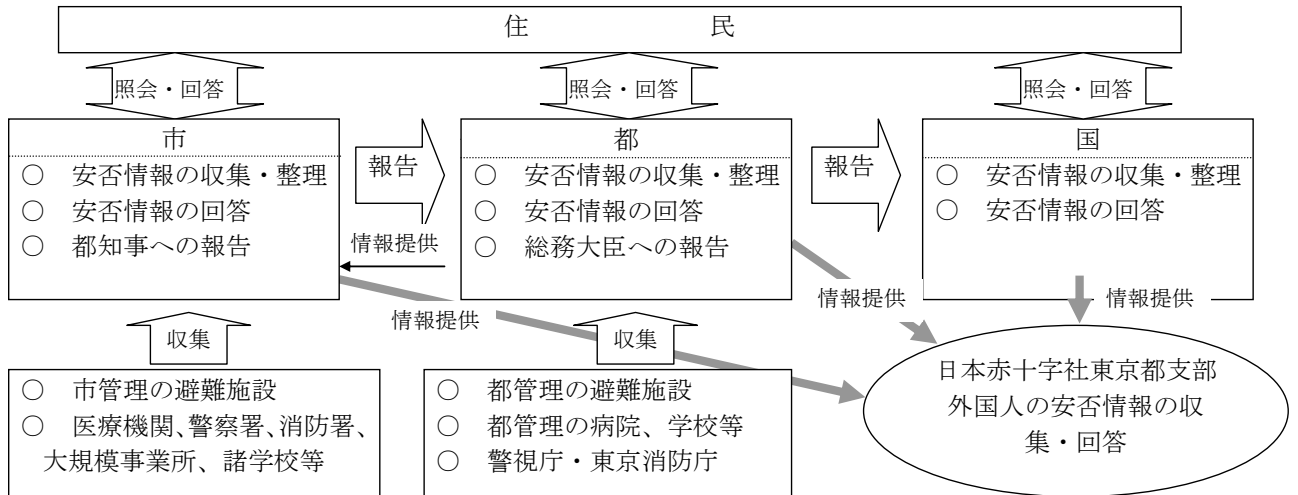 住　民
照会・回答
照会・回答
照会・回答
市
○　安否情報の収集・整理
○　安否情報の回答
○　都知事への報告
報告
都
○　安否情報の収集・整理
○　安否情報の回答
○　総務大臣への報告
報告
国
○　安否情報の収集・整理
○　安否情報の回答
情報提供
情報提供
情報提供
情報提供
収集
収集
○　市管理の避難施設
○　医療機関、警察署、消防署、
大規模事業所、諸学校等
○　都管理の避難施設
○　都管理の病院、学校等
○　警視庁・東京消防庁
日本赤十字社東京都支部
外国人の安否情報の収
集・回答